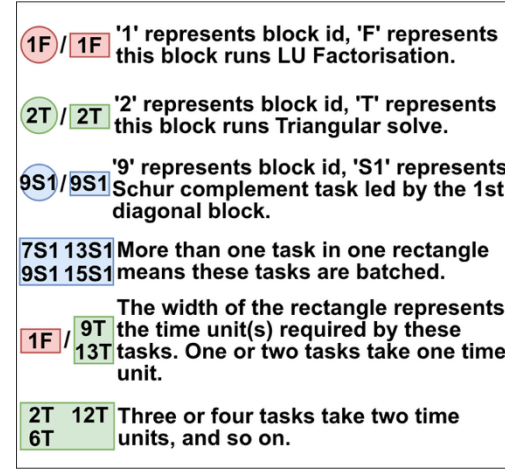 1F / 1F '1' represents block id, 'F' represents
this block runs LU Factorisation.
2T / 2T '2' represents block id, 'T' represents
this block runs Triangular solve.
9S1 / 9S1 '9' represents block id, 'S1' represents
Schur complement task led by the 1st
diagonal block.
7S1 13S1 More than one task in one rectangle
9S1 15S1 means these tasks are batched.
The width of the rectangle represents
1F / 9T the time unit(s) required by these
13T tasks. One or two tasks take one time
unit.
2T 12T Three or four tasks take two time
6T units, and so on.